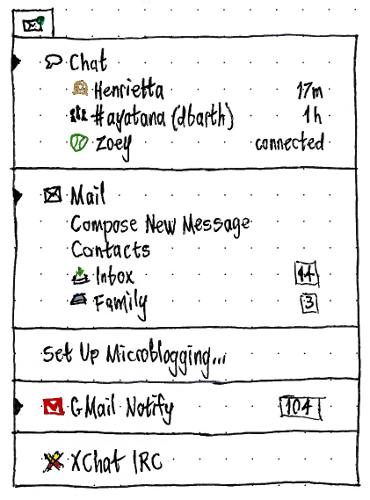 Chat
Henrietta 17m
#ayatana (dbarth) 1h
Zoey connected
Mail
Compose New Message
Contacts
Inbox 14
Family 3
Set Up Microblogging...
GMail Notify 104
XChat IRC